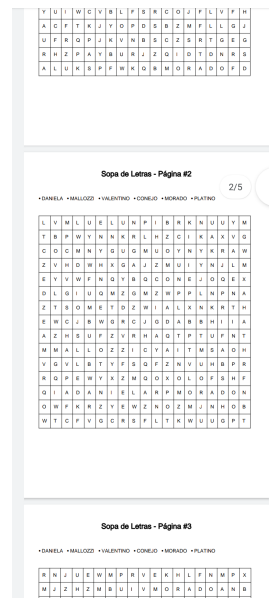 Y U I W C V B L F S R C O J F L V F H
A C F T K J Y O P D S B Z M F L L G J
U F R Q P J K V N B S C Z S R T G E G
R H Z P A Y B U R J Z Q I D T D N R S
A L U K S P F W K Q B M O R A D O F D
Sopa de Letras - Página #2
2/5
• DANIELA • MALLOZZI • VALENTINO • CONEJO • MORADO • PLATINO
L V M L U E L U N P I B R K N U U Y M
T B P W Y N N K R L H Z C I K A X V G
C O C M N Y G U G M U O Y N Y K R A W
Z V H D W H X G A J Z M U I Y N J L M
E Y V W F N G Y B Q C O N E J O Q E X
D L G I U Q M Z G M Z W P P L N P N A
Z T S O M E T D Z W I A L X N K R T H
E W C J B W G R C J G D A B B H I I A
A Z H S U F Z V R H A Q T P T U F N T
M M A L L O Z Z I C Y A I T M S A O H
V G V L B T Y F S Q F Z N V U H B P R
R Q P E W Y X Z M Q O X O L O F S H F
Q I A D A N I E L A R P M O R A D O N
O W F K R Z Y E W Z N O Z M J N H O B
W T C F V G C R S F L T K W U U G P T
Sopa de Letras - Página #3
• DANIELA • MALLOZZI • VALENTINO • CONEJO • MORADO • PLATINO
R N J U E W M P R V E K H L F N M P X
M J Z H Z M B U I V M O R A D O A N B